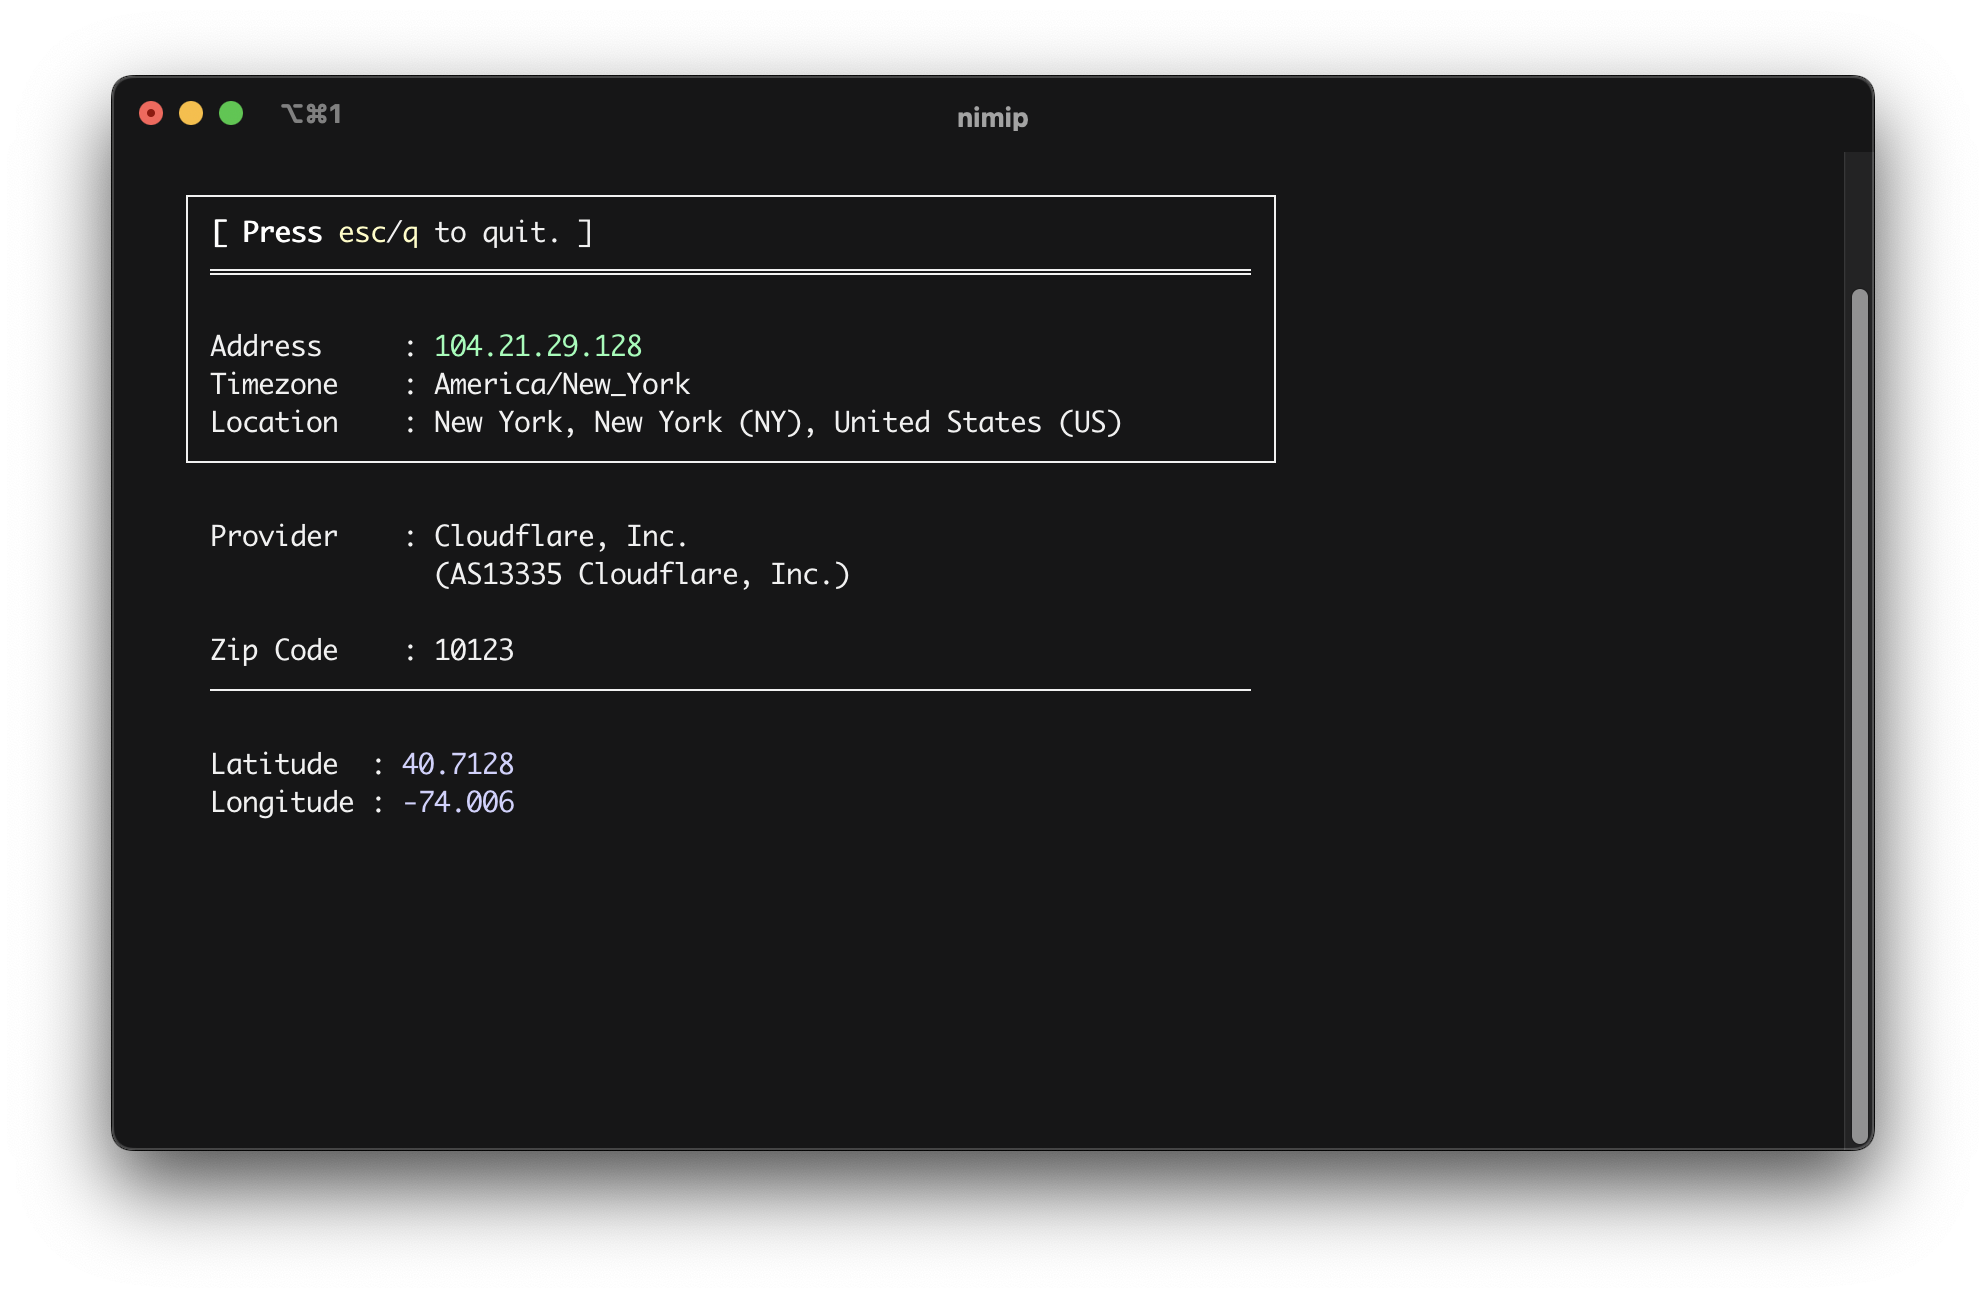 ⌥⌘1
nimip
[ Press esc/q to quit. ]
Address : 104.21.29.128
Timezone : America/New_York
Location : New York, New York (NY), United States (US)
Provider : Cloudflare, Inc.
(AS13335 Cloudflare, Inc.)
Zip Code : 10123
Latitude : 40.7128
Longitude : -74.006